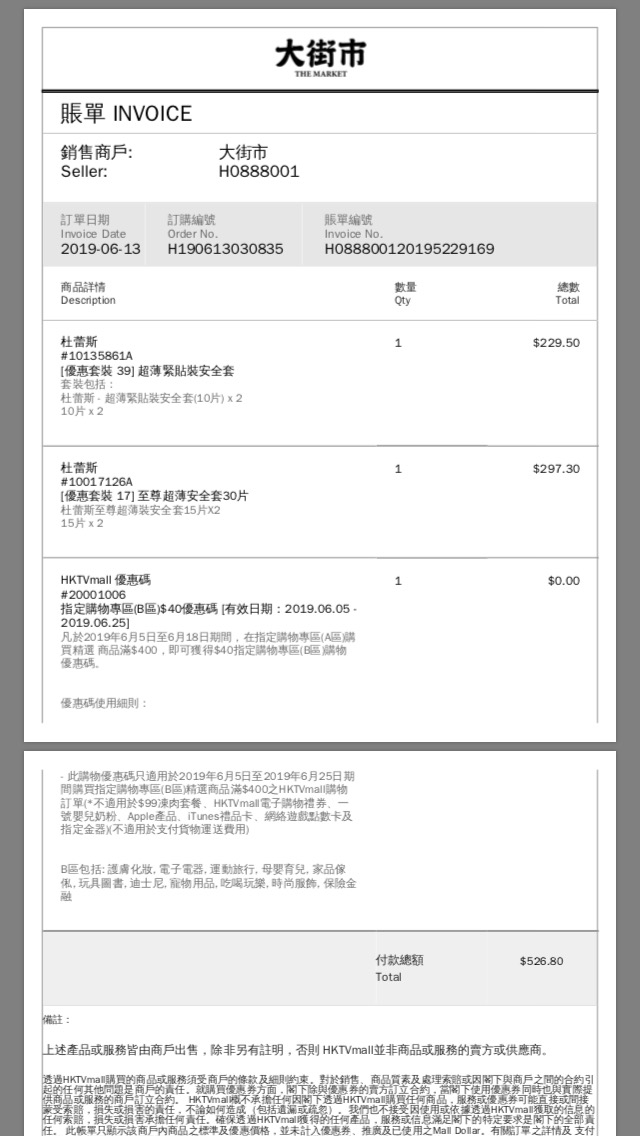 大街市
THE MARKET
賬單 INVOICE
銷售商戶: 大街市
Seller: H0888001
訂單日期 訂購編號 賬單編號
Invoice Date Order No. Invoice No.
2019-06-13 H190613030835 H088800120195229169
商品詳情 數量 總數
Description Qty Total
杜蕾斯 1 $229.50
#10135861A
[優惠套裝 39] 超薄緊貼裝安全套
套裝包括：
杜蕾斯 - 超薄緊貼裝安全套(10片) x 2
10片 x 2
杜蕾斯 1 $297.30
#10017126A
[優惠套裝 17] 至尊超薄安全套30片
杜蕾斯至尊超薄裝安全套15片X2
15片 x 2
HKTVmall 優惠碼 1 $0.00
#20001006
指定購物專區(B區)$40優惠碼 [有效日期：2019.06.05 -
2019.06.25]
凡於2019年6月5日至6月18日期間，在指定購物專區(A區)購
買精選 商品滿$400，即可獲得$40指定購物專區(B區)購物
優惠碼。
優惠碼使用細則：
- 此購物優惠碼只適用於2019年6月5日至2019年6月25日期
間購買指定購物專區(B區)精選商品滿$400之HKTVmall購物
訂單(*不適用於$99凍肉套餐、HKTVmall電子購物禮券、一
號嬰兒奶粉、Apple產品、iTunes禮品卡、網絡遊戲點數卡及
指定金器)(不適用於支付貨物運送費用)
B區包括: 護膚化妝, 電子電器, 運動旅行, 母嬰育兒, 家品傢
俬, 玩具圖書, 迪士尼, 寵物用品, 吃喝玩樂, 時尚服飾, 保險金
融
付款總額 $526.80
Total
備註：
上述產品或服務皆由商戶出售，除非另有註明，否則 HKTVmall並非商品或服務的賣方或供應商。
透過HKTVmall購買的商品或服務須受商戶的條款及細則約束。對於銷售、商品質素及處理索賠或因閣下與商戶之間的合約引
起的任何其他問題是商戶的責任。就購買優惠券方面，閣下除與優惠券的賣方訂立合約，當閣下使用優惠券同時也與實際提
供商品或服務的商戶訂立合約。 HKTVmall概不承擔任何因閣下透過HKTVmall購買任何商品，服務或優惠券可能直接或間接
蒙受索賠，損失或損害的責任，不論如何造成（包括遺漏或疏忽）。我們也不接受因使用或依據透過HKTVmall獲取的信息的
任何索賠，損失或損害承擔任何責任。確保透過HKTVmall獲得的任何產品，服務或信息滿足閣下的特定要求是閣下的全部責
任。 此帳單只顯示該商戶內商品之標準及優惠價格，並未計入優惠券、推廣及已使用之Mall Dollar。有關訂單之詳情及 支付